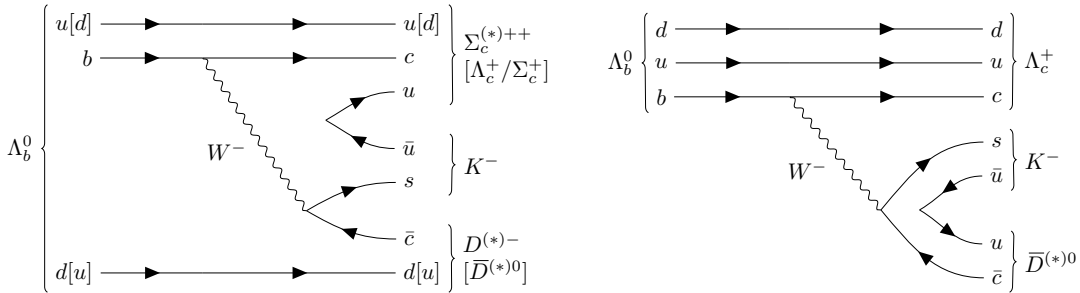 u[d] u[d]
b c
Σ_c^{(*)++}
[Λ_c^+/Σ_c^+]
u
ū
K^-
Λ_b^0
W^-
s
c̄
D^{(*)-}
[D̅^{(*)0}]
d[u] d[u]
d d
Λ_b^0 u u Λ_c^+
b c
s
ū
K^-
W^-
u
c̄
D̅^{(*)0}